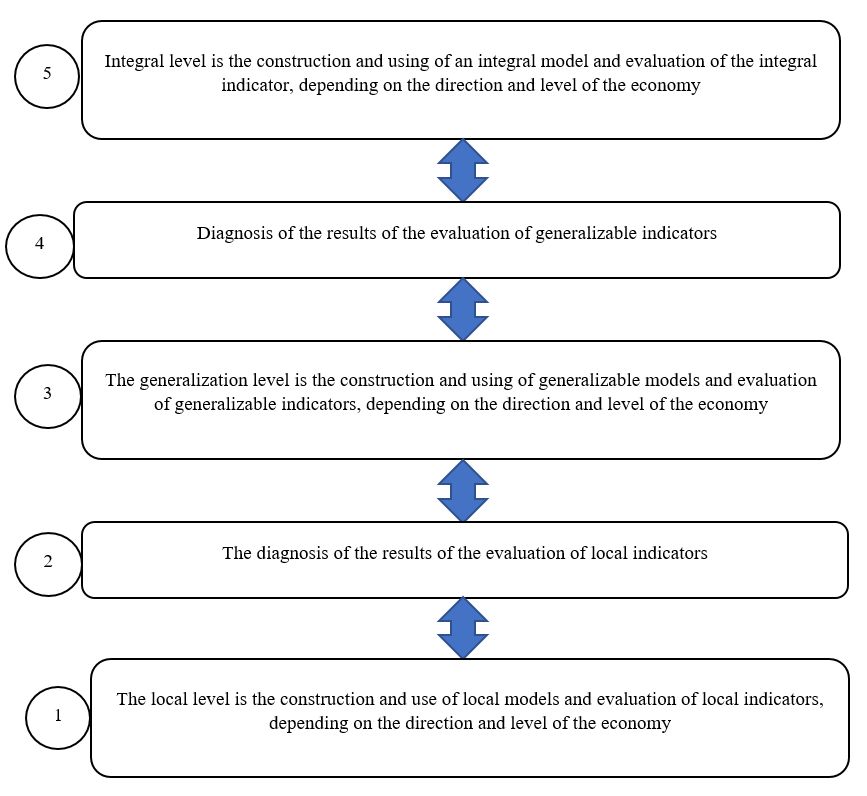 5
Integral level is the construction and using of an integral model and evaluation of the integral
indicator, depending on the direction and level of the economy
4
Diagnosis of the results of the evaluation of generalizable indicators
3
The generalization level is the construction and using of generalizable models and evaluation
of generalizable indicators, depending on the direction and level of the economy
2
The diagnosis of the results of the evaluation of local indicators
1
The local level is the construction and use of local models and evaluation of local indicators,
depending on the direction and level of the economy